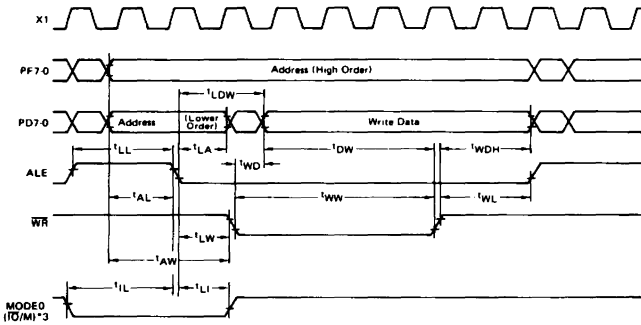 X1
PF7-0
Address (High Order)
tLDW
PD7-0
Address
(Lower Order)
Write Data
tLL
tLA
tWD
tDW
tWDH
ALE
tAL
tWW
tWL
WR
tLW
tAW
tIL
tLI
MODE0
(IO/M)*3